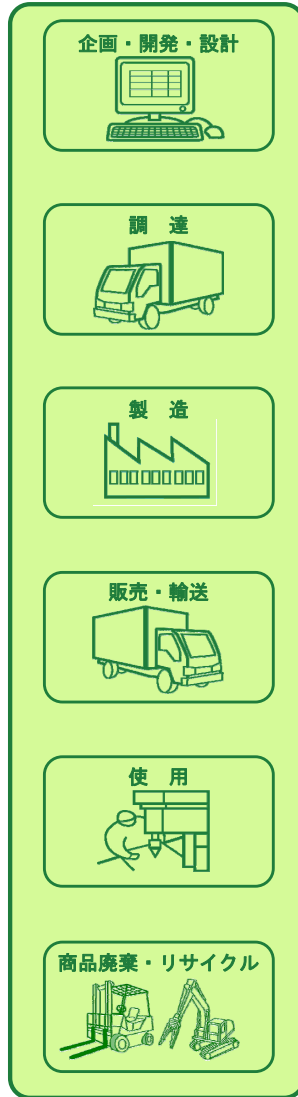 企画・開発・設計
調 達
製 造
販売・輸送
使 用
商品廃棄・リサイクル